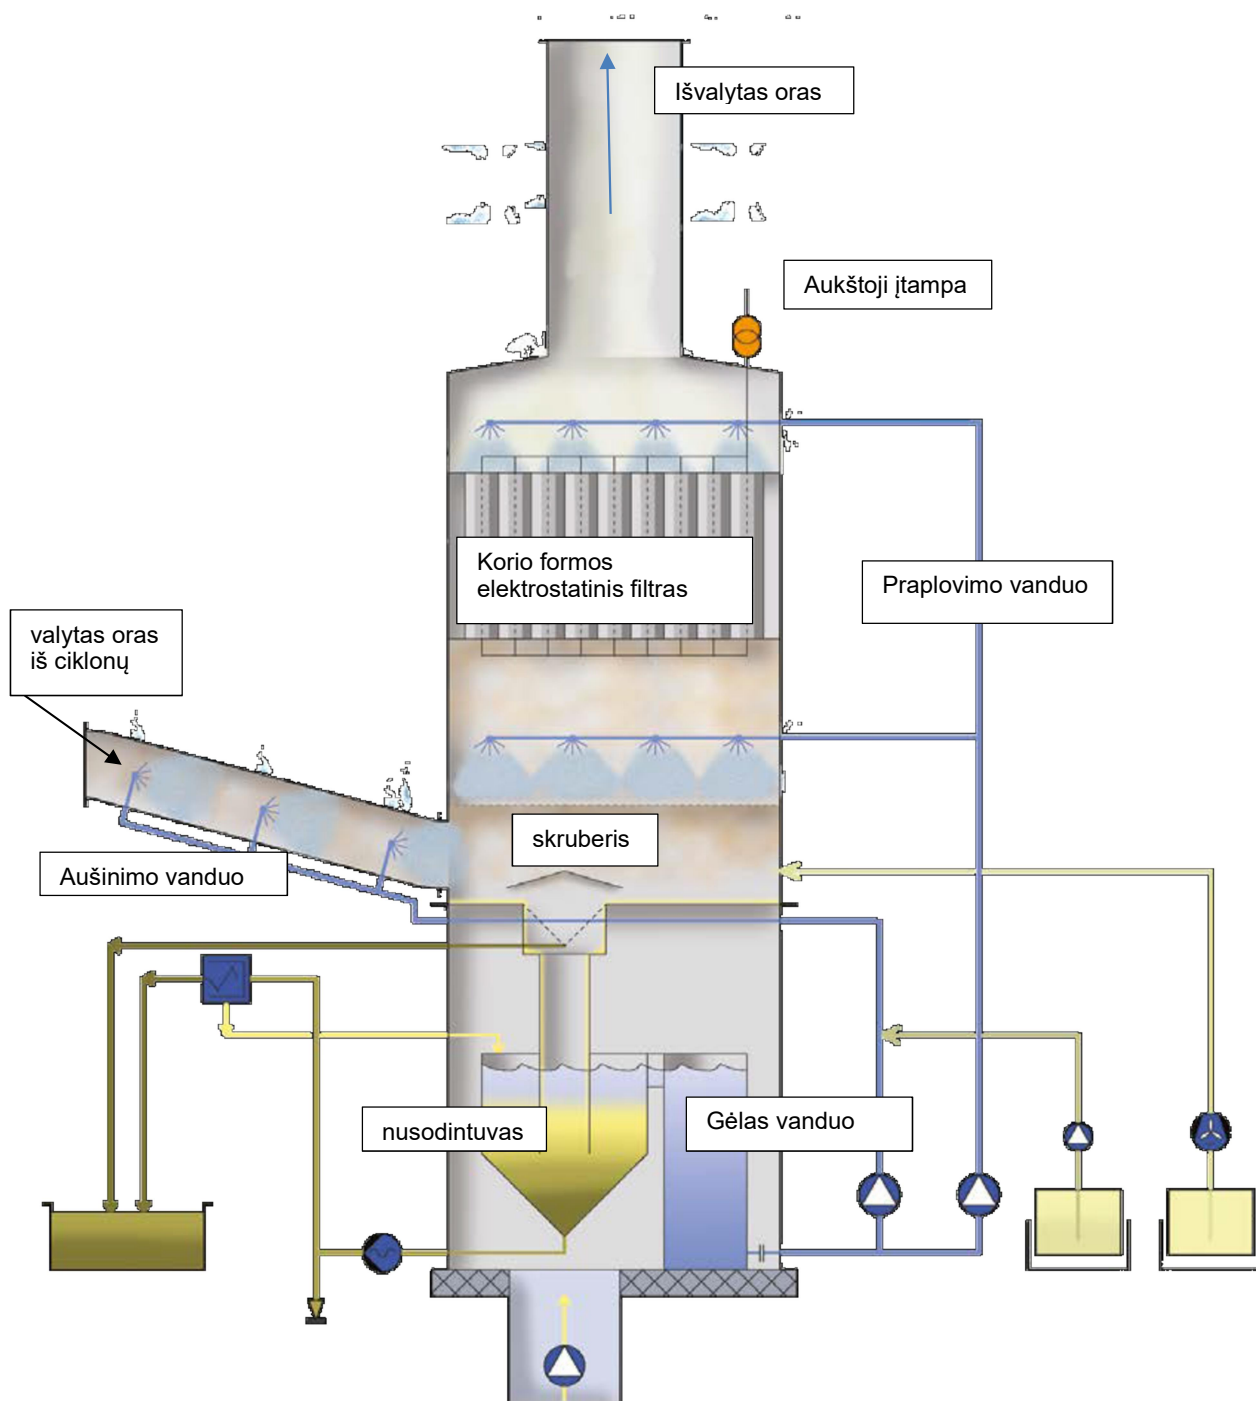 Išvalytas oras
Aukštoji įtampa
Korio formos
elektrostatinis filtras
Praplovimo vanduo
valytas oras
iš ciklonų
skruberis
Aušinimo vanduo
nusodintuvas
Gėlas vanduo